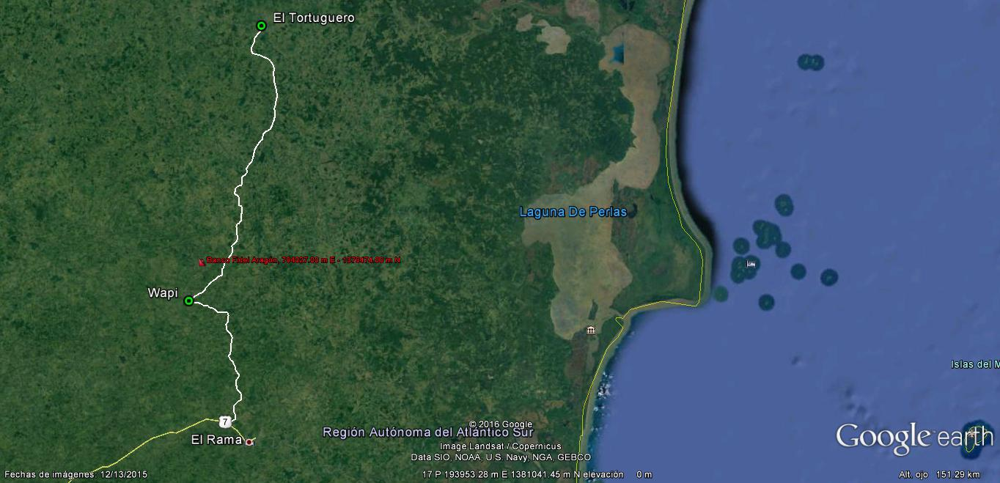 El Tortuguero
Laguna De Perlas
Banco Fidel Aragón, 794327.00 m E - 1378474.00 m N
Wapi
Islas del M
7
El Rama
© 2016 Google
Región Autónoma del Atlántico Sur
Image Landsat / Copernicus
Data SIO, NOAA, U.S. Navy, NGA, GEBCO
Google earth
Fechas de imágenes: 12/13/2015 17 P 193953.28 m E 1381041.45 m N elevación 0 m Alt. ojo 151.29 km